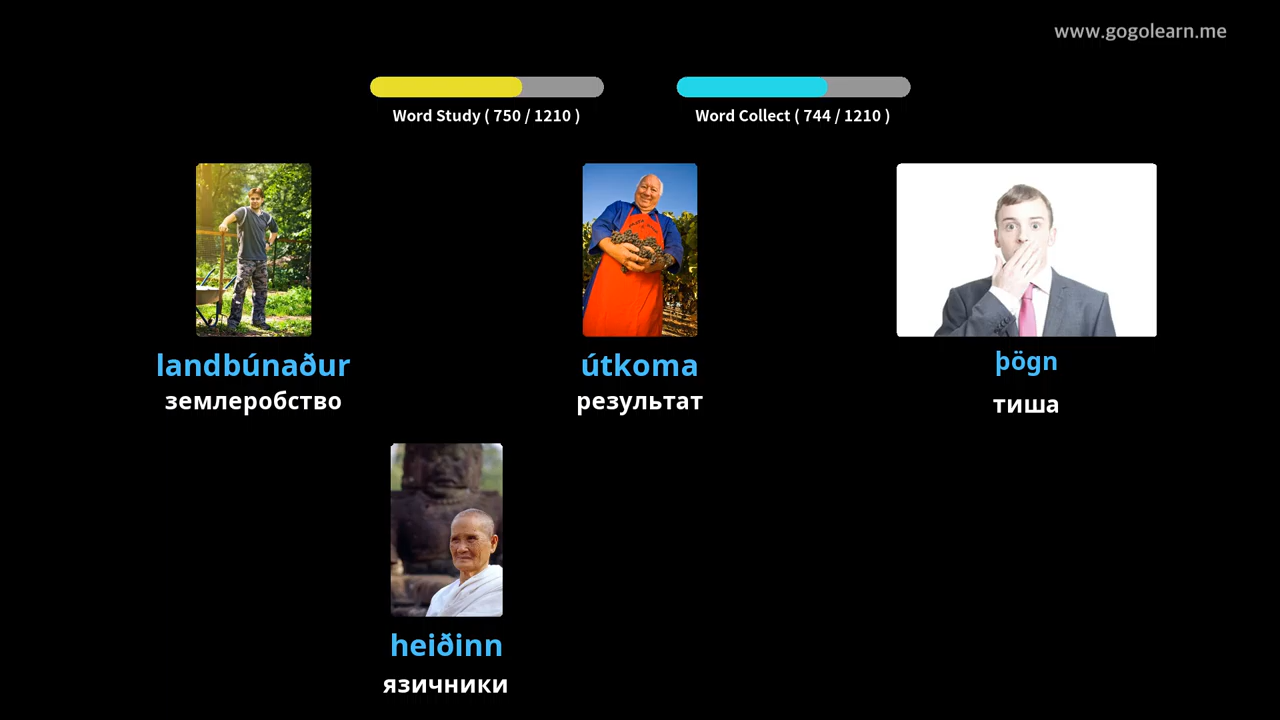 www.gogolearn.me
Word Study ( 750 / 1210 )
Word Collect ( 744 / 1210 )
landbúnaður
землеробство
útkoma
результат
þögn
тиша
heiðinn
язичники